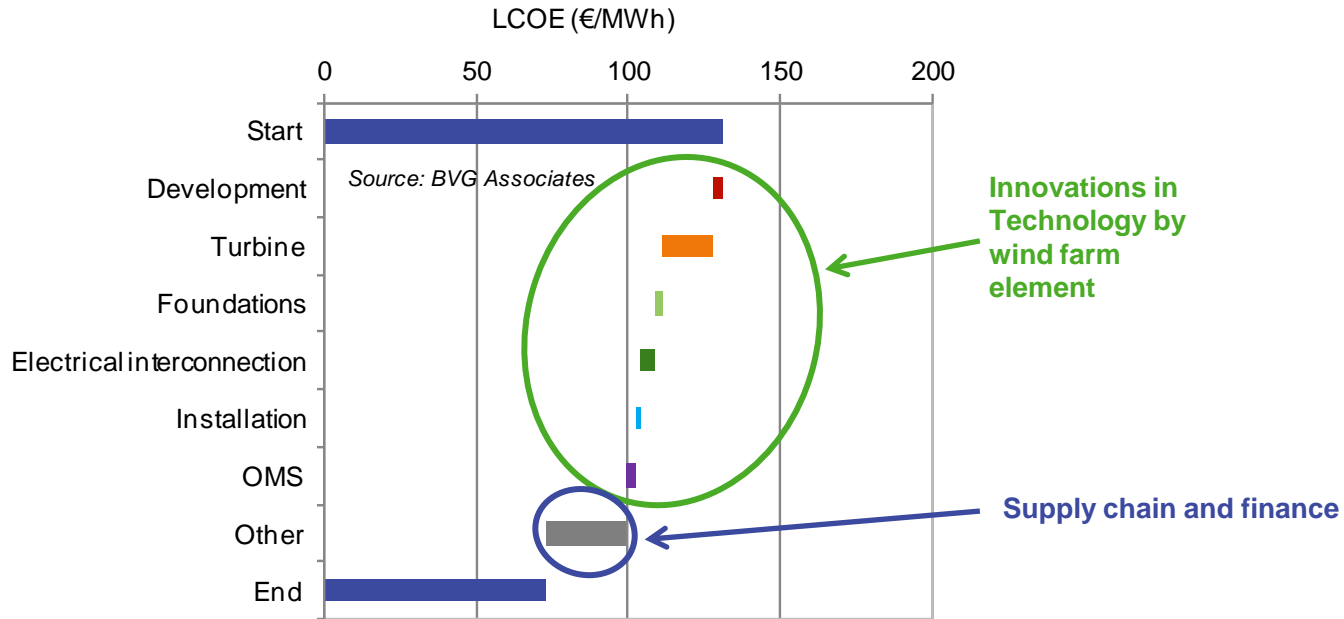 LCOE (€/MWh)
0 50 100 150 200
Start
Development
Source: BVG Associates
Turbine
Foundations
Electrical interconnection
Installation
OMS
Other
End
Innovations in
Technology by
wind farm
element
Supply chain and finance